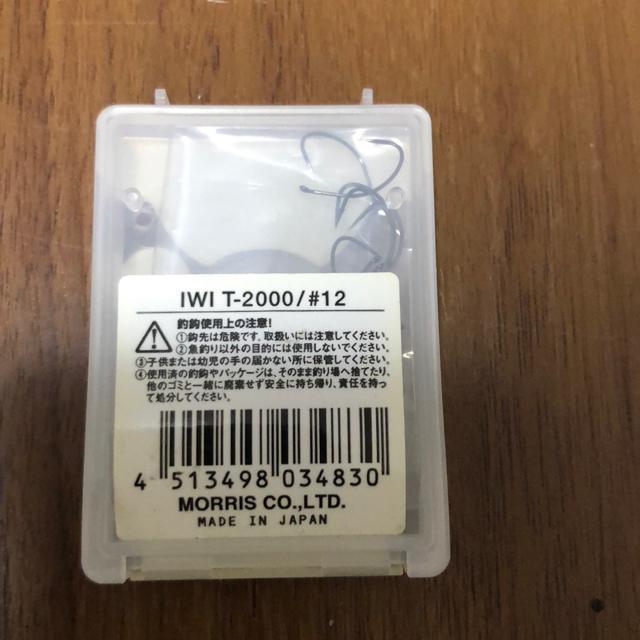 IWI T-2000/#12
釣鈎使用上の注意!
①鈎先は危険です、取扱いには注意してください。
②魚釣り以外の目的には使用しないでください。
③子供または幼児の手の届かない所に保管してください。
④使用済の釣鈎やパッケージは、そのまま釣り場へ捨てたり、
他のゴミと一緒に廃棄せず安全に持ち帰り、責任を持っ
て処分してください。
4 513498 034830
MORRIS CO.,LTD.
MADE IN JAPAN